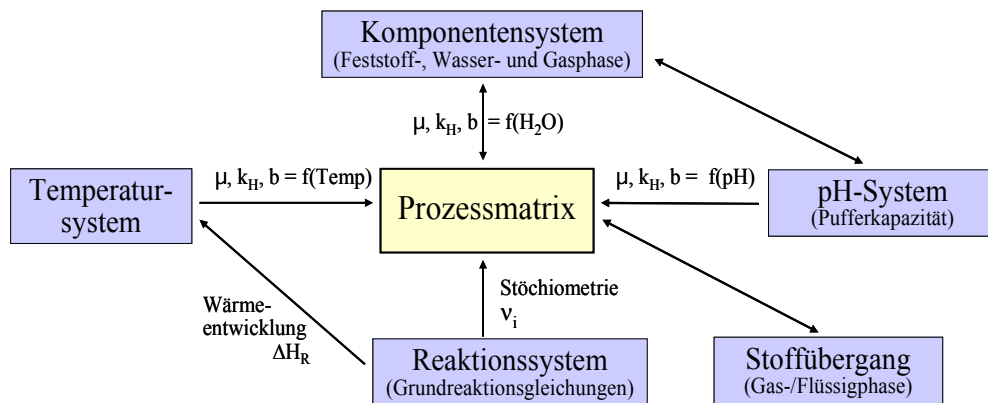 Komponentensystem
(Feststoff-, Wasser- und Gasphase)
μ, k_H, b = f(H₂O)
Temperatur-
system
μ, k_H, b = f(Temp)
Prozessmatrix
μ, k_H, b = f(pH)
pH-System
(Pufferkapazität)
Wärme-
entwicklung
ΔH_R
Stöchiometrie
ν_i
Reaktionssystem
(Grundreaktionsgleichungen)
Stoffübergang
(Gas-/Flüssigphase)